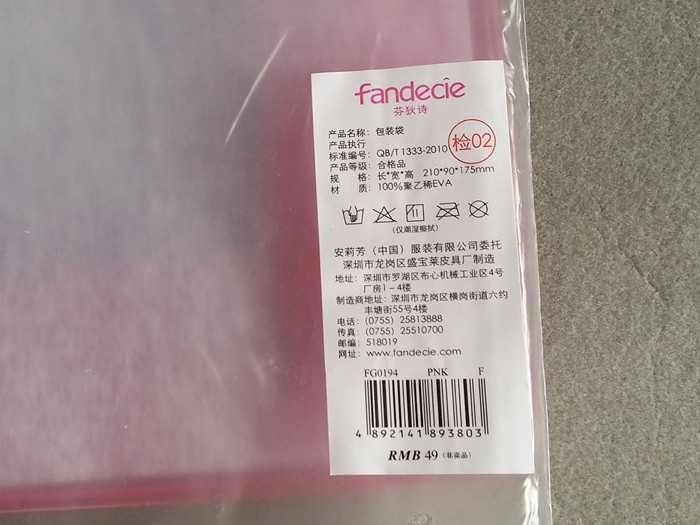 fandecie
芬狄诗
产品名称: 包装袋
产品执行
标准编号: QB/T 1333-2010
检02
产品等级: 合格品
规 格: 长*宽*高 210*90*175mm
材 质: 100%聚乙稀EVA
(仅潮湿擦拭)
安莉芳（中国）服装有限公司委托
深圳市龙岗区盛宝莱皮具厂制造
地址: 深圳市罗湖区布心机械工业区4号
厂房1-4楼
制造商地址: 深圳市龙岗区横岗街道六约
丰塘街55号4楼
电话: (0755) 25813888
传真: (0755) 25510700
邮编: 518019
网址: www.fandecie.com
FG0194 PNK F
4 892141 893803
RMB 49 (非卖品)